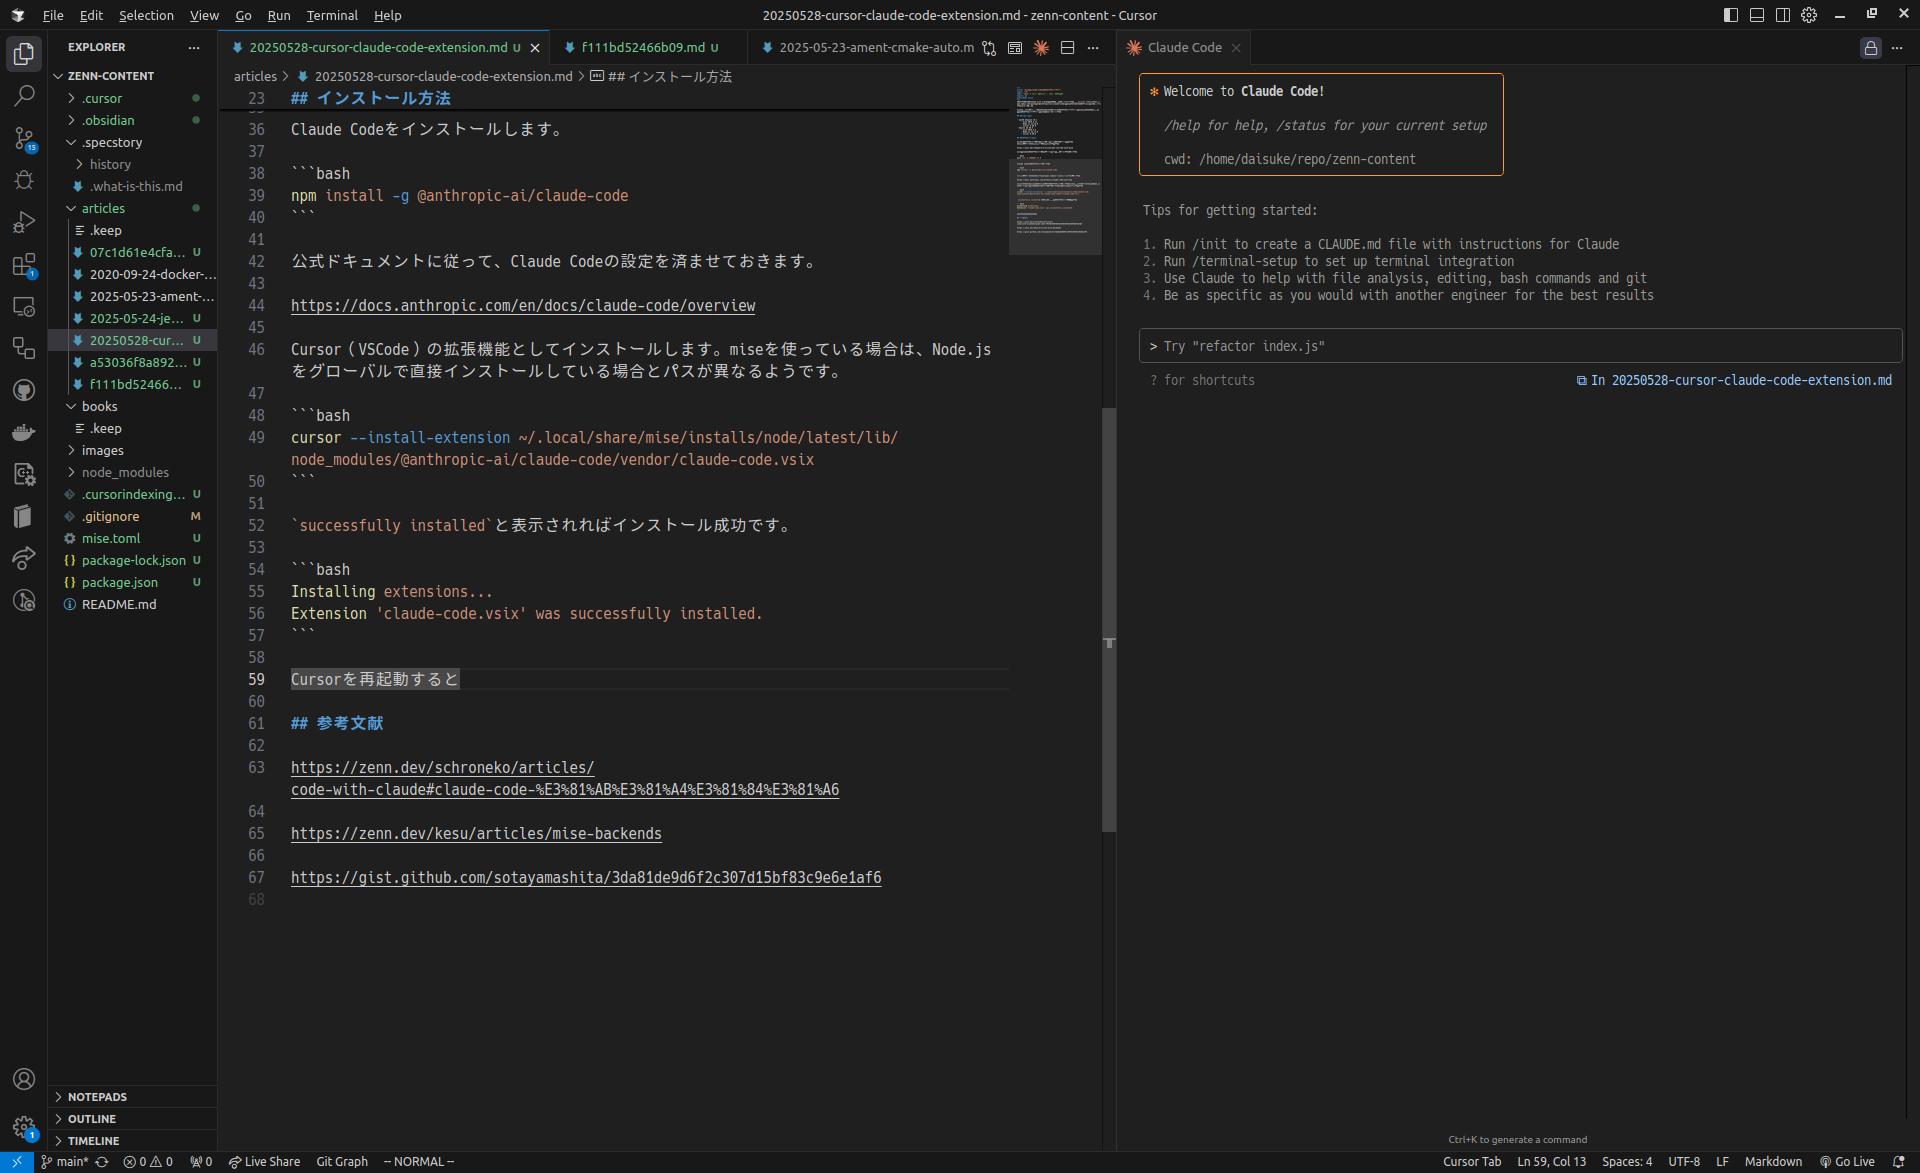 File Edit Selection View Go Run Terminal Help
20250528-cursor-claude-code-extension.md - zenn-content - Cursor
EXPLORER
ZENN-CONTENT
.cursor
.obsidian
.specstory
history
.what-is-this.md
articles
.keep
07c1d61e4cfa... U
2020-09-24-docker-...
2025-05-23-ament-...
2025-05-24-je... U
20250528-cur... U
a53036f8a892... U
f111bd52466... U
books
.keep
images
node_modules
.cursorindexing... U
.gitignore M
mise.toml U
package-lock.json U
package.json U
README.md
NOTEPADS
OUTLINE
TIMELINE
15
1
1
20250528-cursor-claude-code-extension.md U
f111bd52466b09.md U
2025-05-23-ament-cmake-auto.m
articles > 20250528-cursor-claude-code-extension.md > ## インストール方法
23 ## インストール方法
36 Claude Codeをインストールします。
37
38 ```bash
39 npm install -g @anthropic-ai/claude-code
40 ```
41
42 公式ドキュメントに従って、Claude Codeの設定を済ませておきます。
43
44 https://docs.anthropic.com/en/docs/claude-code/overview
45
46 Cursor（VSCode）の拡張機能としてインストールします。miseを使っている場合は、Node.js
をグローバルで直接インストールしている場合とパスが異なるようです。
47
48 ```bash
49 cursor --install-extension ~/.local/share/mise/installs/node/latest/lib/
node_modules/@anthropic-ai/claude-code/vendor/claude-code.vsix
50 ```
51
52 `successfully installed`と表示されればインストール成功です。
53
54 ```bash
55 Installing extensions...
56 Extension 'claude-code.vsix' was successfully installed.
57 ```
58
59 Cursorを再起動すると
60
61 ## 参考文献
62
63 https://zenn.dev/schroneko/articles/
code-with-claude#claude-code-%E3%81%AB%E3%81%A4%E3%81%84%E3%81%A6
64
65 https://zenn.dev/kesu/articles/mise-backends
66
67 https://gist.github.com/sotayamashita/3da81de9d6f2c307d15bf83c9e6e1af6
68
Claude Code
✻ Welcome to Claude Code!
/help for help, /status for your current setup
cwd: /home/daisuke/repo/zenn-content
Tips for getting started:
1. Run /init to create a CLAUDE.md file with instructions for Claude
2. Run /terminal-setup to set up terminal integration
3. Use Claude to help with file analysis, editing, bash commands and git
4. Be as specific as you would with another engineer for the best results
> Try "refactor index.js"
? for shortcuts
⧉ In 20250528-cursor-claude-code-extension.md
Ctrl+K to generate a command
main* 0 0 0 Live Share Git Graph -- NORMAL --
Cursor Tab Ln 59, Col 13 Spaces: 4 UTF-8 LF Markdown Go Live